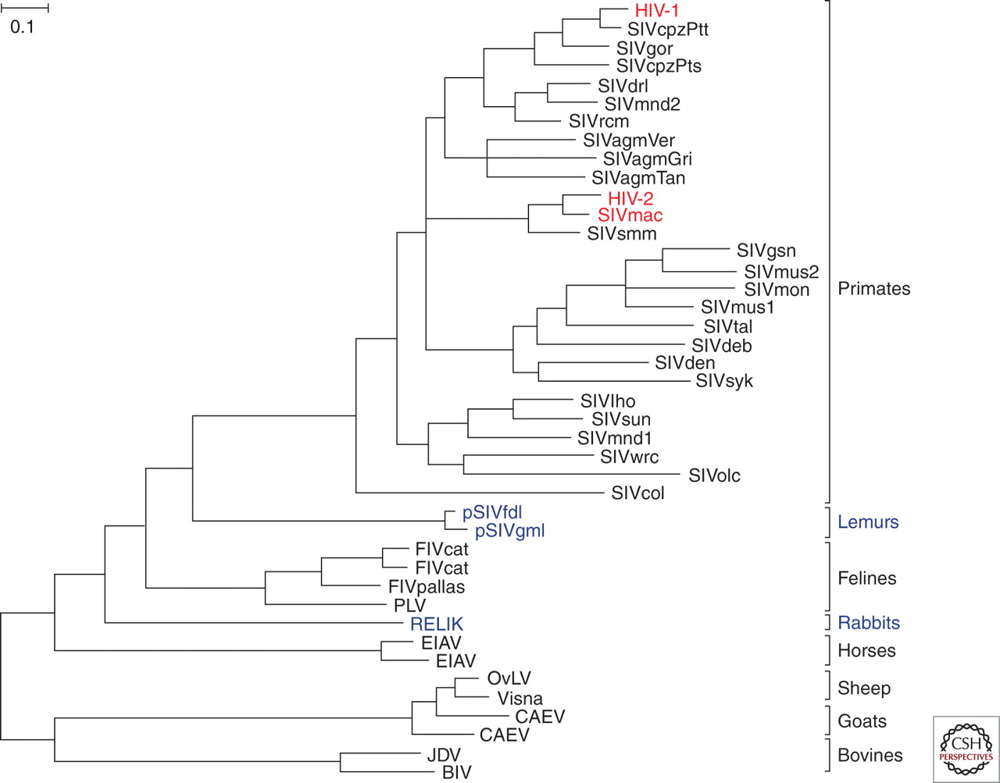 0.1
HIV-1
SIVcpzPtt
SIVgor
SIVcpzPts
SIVdrl
SIVmnd2
SIVrcm
SIVagmVer
SIVagmGri
SIVagmTan
HIV-2
SIVmac
SIVsmm
SIVgsn
SIVmus2
SIVmon
Primates
SIVmus1
SIVtal
SIVdeb
SIVden
SIVsyk
SIVlho
SIVsun
SIVmnd1
SIVwrc
SIVolc
SIVcol
pSIVfdl
Lemurs
pSIVgml
FIVcat
FIVcat
Felines
FIVpallas
PLV
RELIK
Rabbits
EIAV
Horses
EIAV
OvLV
Sheep
Visna
CAEV
Goats
CAEV
JDV
Bovines
BIV
CSH
PERSPECTIVES